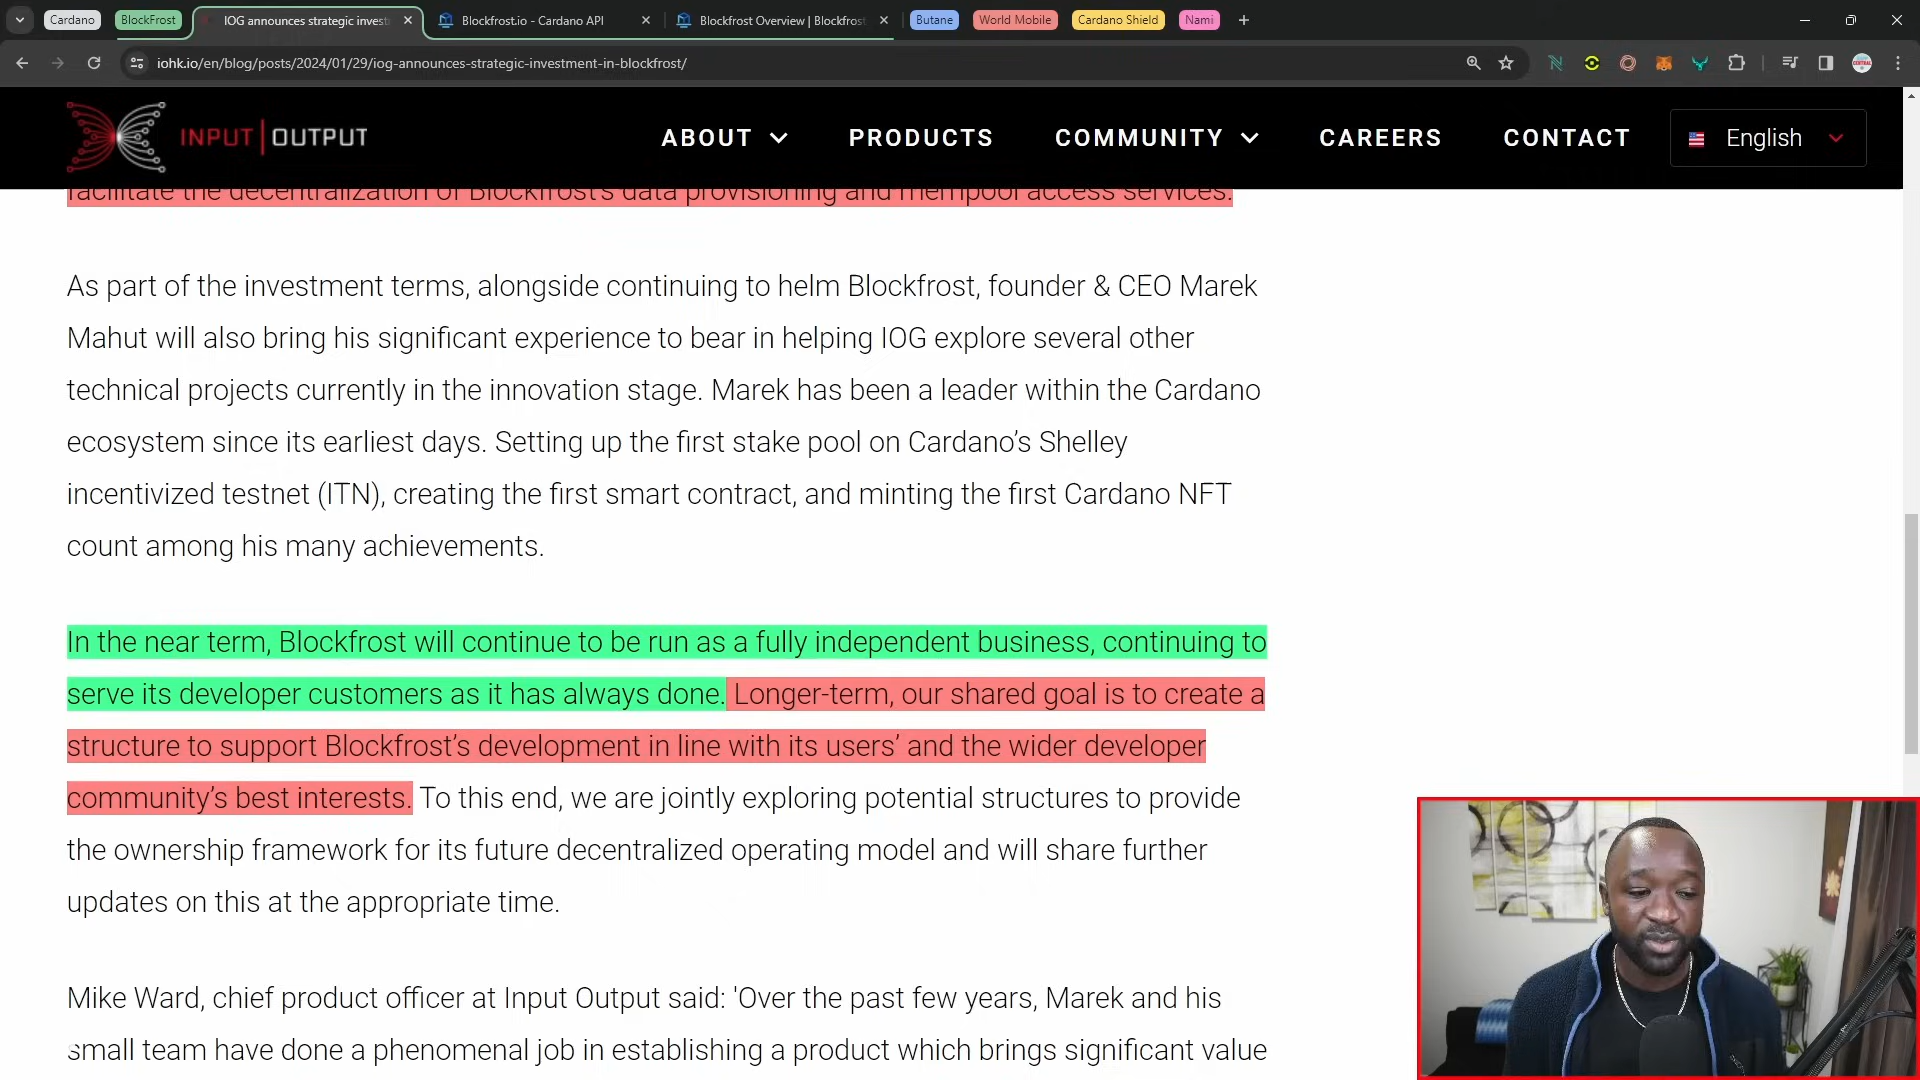 Cardano
BlockFrost
IOG announces strategic invest
Blockfrost.io - Cardano API
Blockfrost Overview | Blockfrost
Butane
World Mobile
Cardano Shield
Nami
iohk.io/en/blog/posts/2024/01/29/iog-announces-strategic-investment-in-blockfrost/
INPUT | OUTPUT
ABOUT
PRODUCTS
COMMUNITY
CAREERS
CONTACT
English
facilitate the decentralization of Blockfrost's data provisioning and mempool access services.
As part of the investment terms, alongside continuing to helm Blockfrost, founder & CEO Marek
Mahut will also bring his significant experience to bear in helping IOG explore several other
technical projects currently in the innovation stage. Marek has been a leader within the Cardano
ecosystem since its earliest days. Setting up the first stake pool on Cardano’s Shelley
incentivized testnet (ITN), creating the first smart contract, and minting the first Cardano NFT
count among his many achievements.
In the near term, Blockfrost will continue to be run as a fully independent business, continuing to
serve its developer customers as it has always done. Longer-term, our shared goal is to create a
structure to support Blockfrost’s development in line with its users’ and the wider developer
community’s best interests. To this end, we are jointly exploring potential structures to provide
the ownership framework for its future decentralized operating model and will share further
updates on this at the appropriate time.
Mike Ward, chief product officer at Input Output said: 'Over the past few years, Marek and his
small team have done a phenomenal job in establishing a product which brings significant value